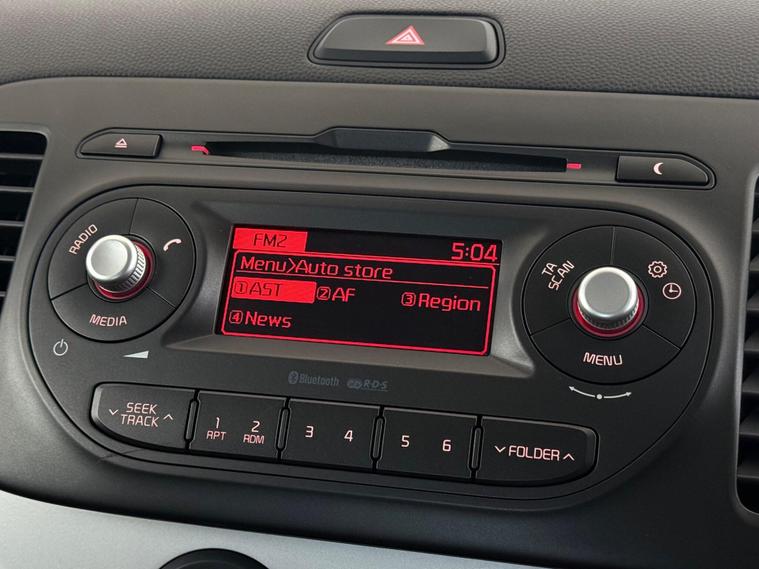 RADIO
MEDIA
FM2 5:04
Menu>Auto store
①AST ②AF ③Region
④News
TA
SCAN
MENU
Bluetooth R·D·S
SEEK
TRACK
1
RPT
2
RDM
3 4
5 6
FOLDER